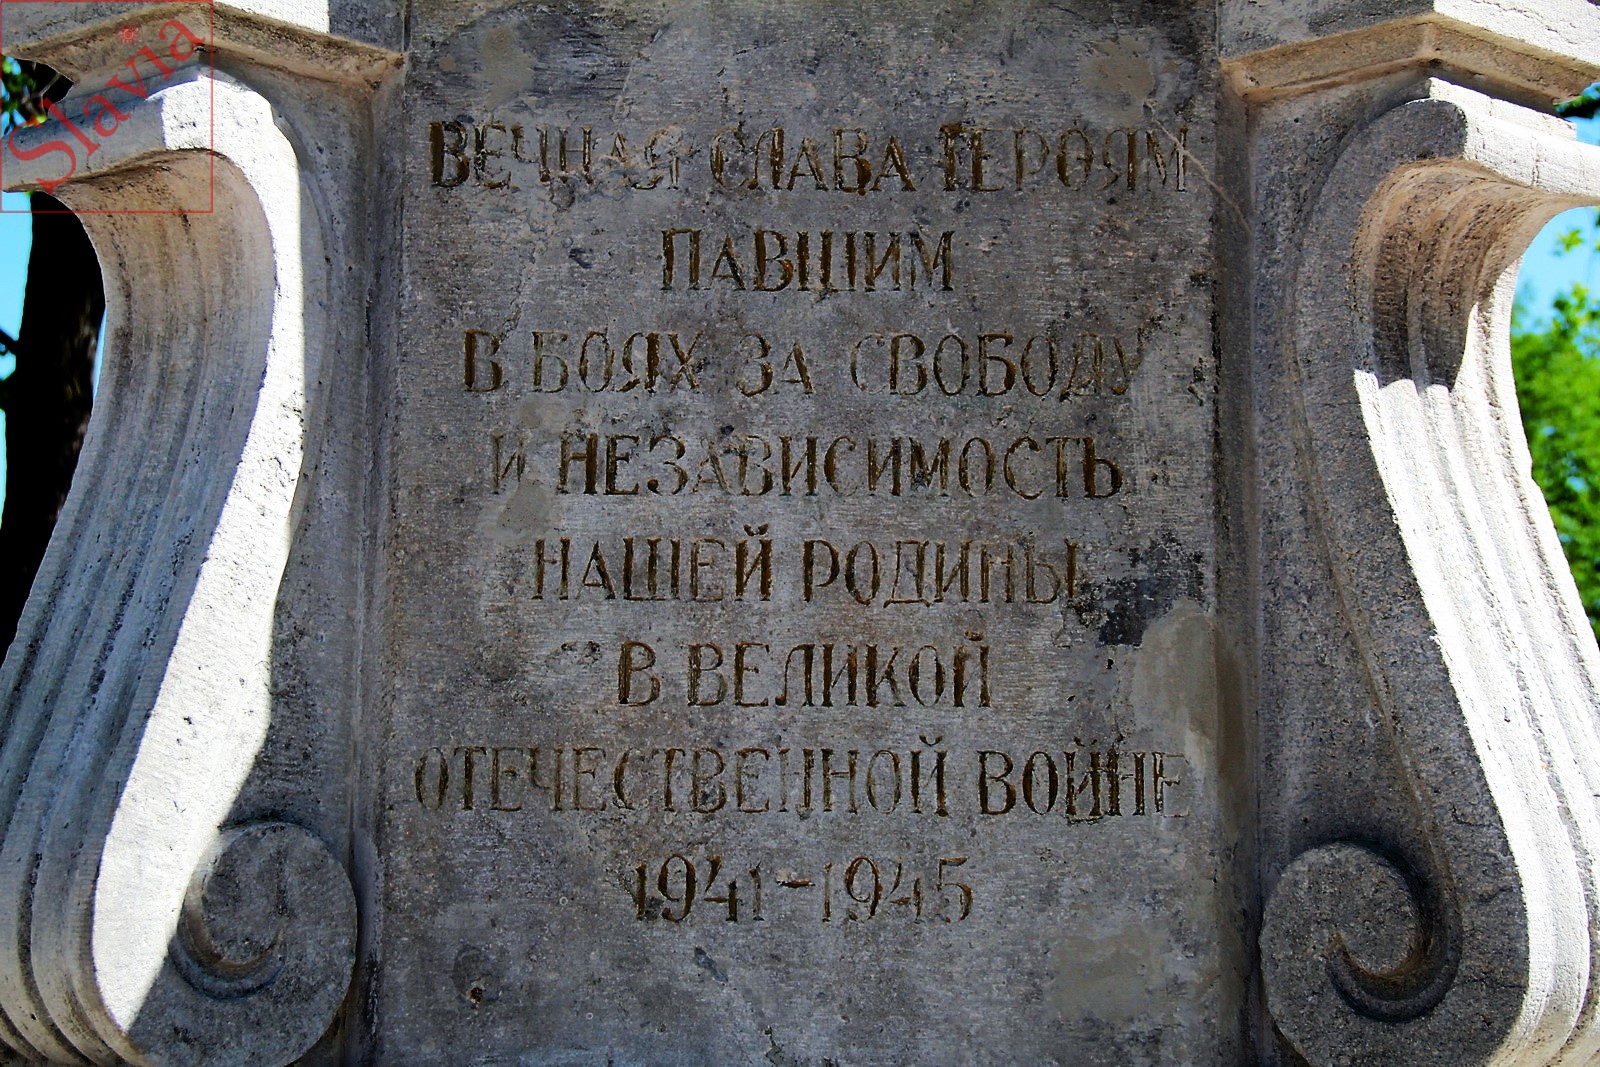 Slavia
ВЕЧНАЯ СЛАВА ГЕРОЯМ
ПАВШИМ
В БОЯХ ЗА СВОБОДУ
И НЕЗАВИСИМОСТЬ
НАШЕЙ РОДИНЫ
В ВЕЛИКОЙ
ОТЕЧЕСТВЕННОЙ ВОЙНЕ
1941-1945